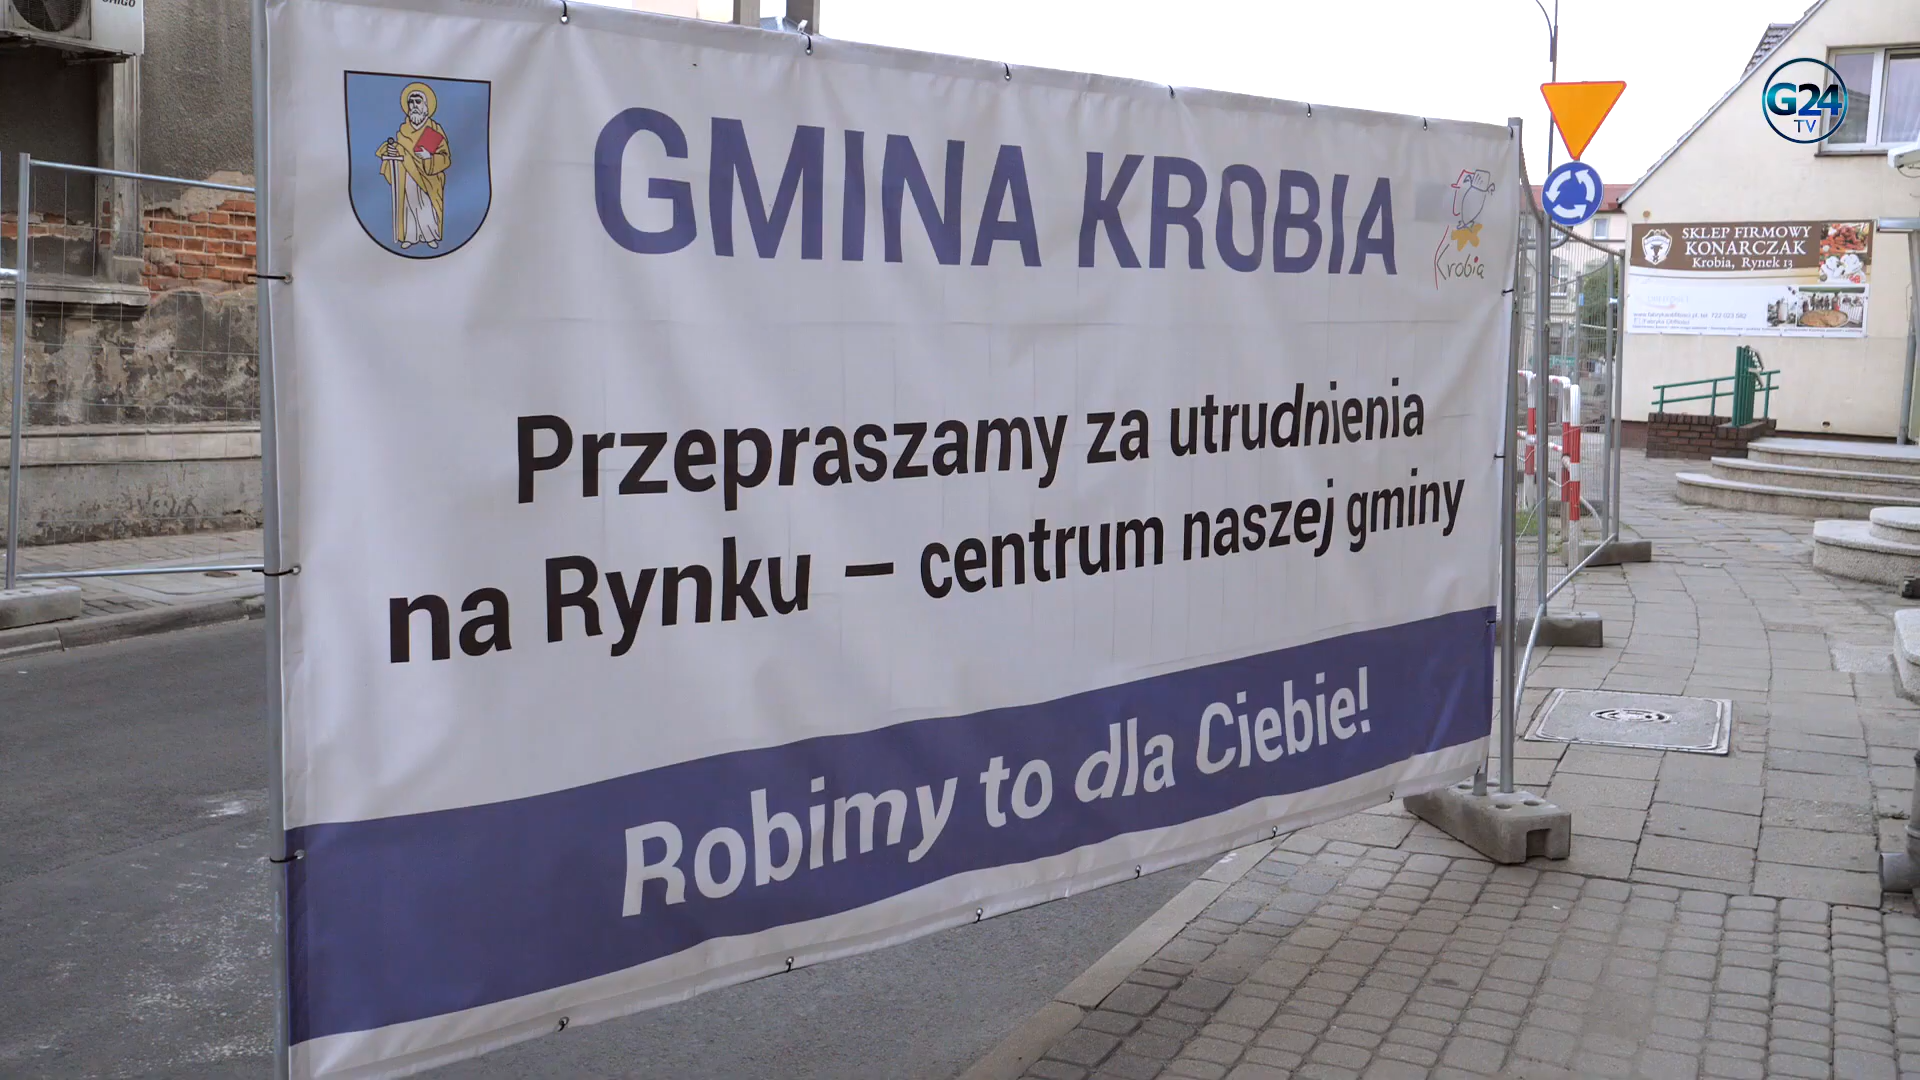 GMINA KROBIA
Krobia
Przepraszamy za utrudnienia
na Rynku – centrum naszej gminy
Robimy to dla Ciebie!
G24
TV
SKLEP FIRMOWY
KONARCZAK
Krobia, Rynek 13